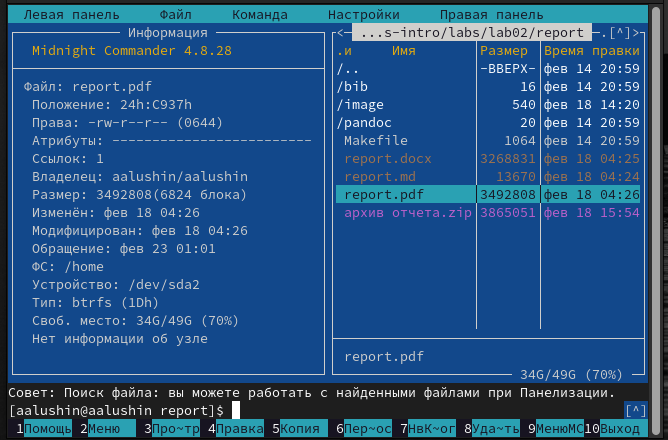 Левая панель Файл Команда Настройки Правая панель
Информация
Midnight Commander 4.8.28
Файл: report.pdf
Положение: 24h:C937h
Права: -rw-r--r-- (0644)
Атрибуты: -------------------------
Ссылок: 1
Владелец: aalushin/aalushin
Размер: 3492808(6824 блока)
Изменён: фев 18 04:26
Модифицирован: фев 18 04:26
Обращение: фев 23 01:01
ФС: /home
Устройство: /dev/sda2
Тип: btrfs (1Dh)
Своб. место: 34G/49G (70%)
Нет информации об узле
<─ ...s-intro/labs/lab02/report ─.[^]>
.и Имя Размер Время правки
/.. -ВВЕРХ- фев 14 20:59
/bib 16 фев 14 20:59
/image 540 фев 18 14:20
/pandoc 20 фев 14 20:59
Makefile 1064 фев 14 20:59
report.docx 3268831 фев 18 04:25
report.md 13670 фев 18 04:24
report.pdf 3492808 фев 18 04:26
архив отчета.zip 3865051 фев 18 15:54
report.pdf
34G/49G (70%)
Совет: Поиск файла: вы можете работать с найденными файлами при Панелизации.
[aalushin@aalushin report]$ [^]
1Помощь 2Меню 3Про~тр 4Правка 5Копия 6Пер~ос 7НвК~ог 8Уда~ть 9МенюMC 10Выход